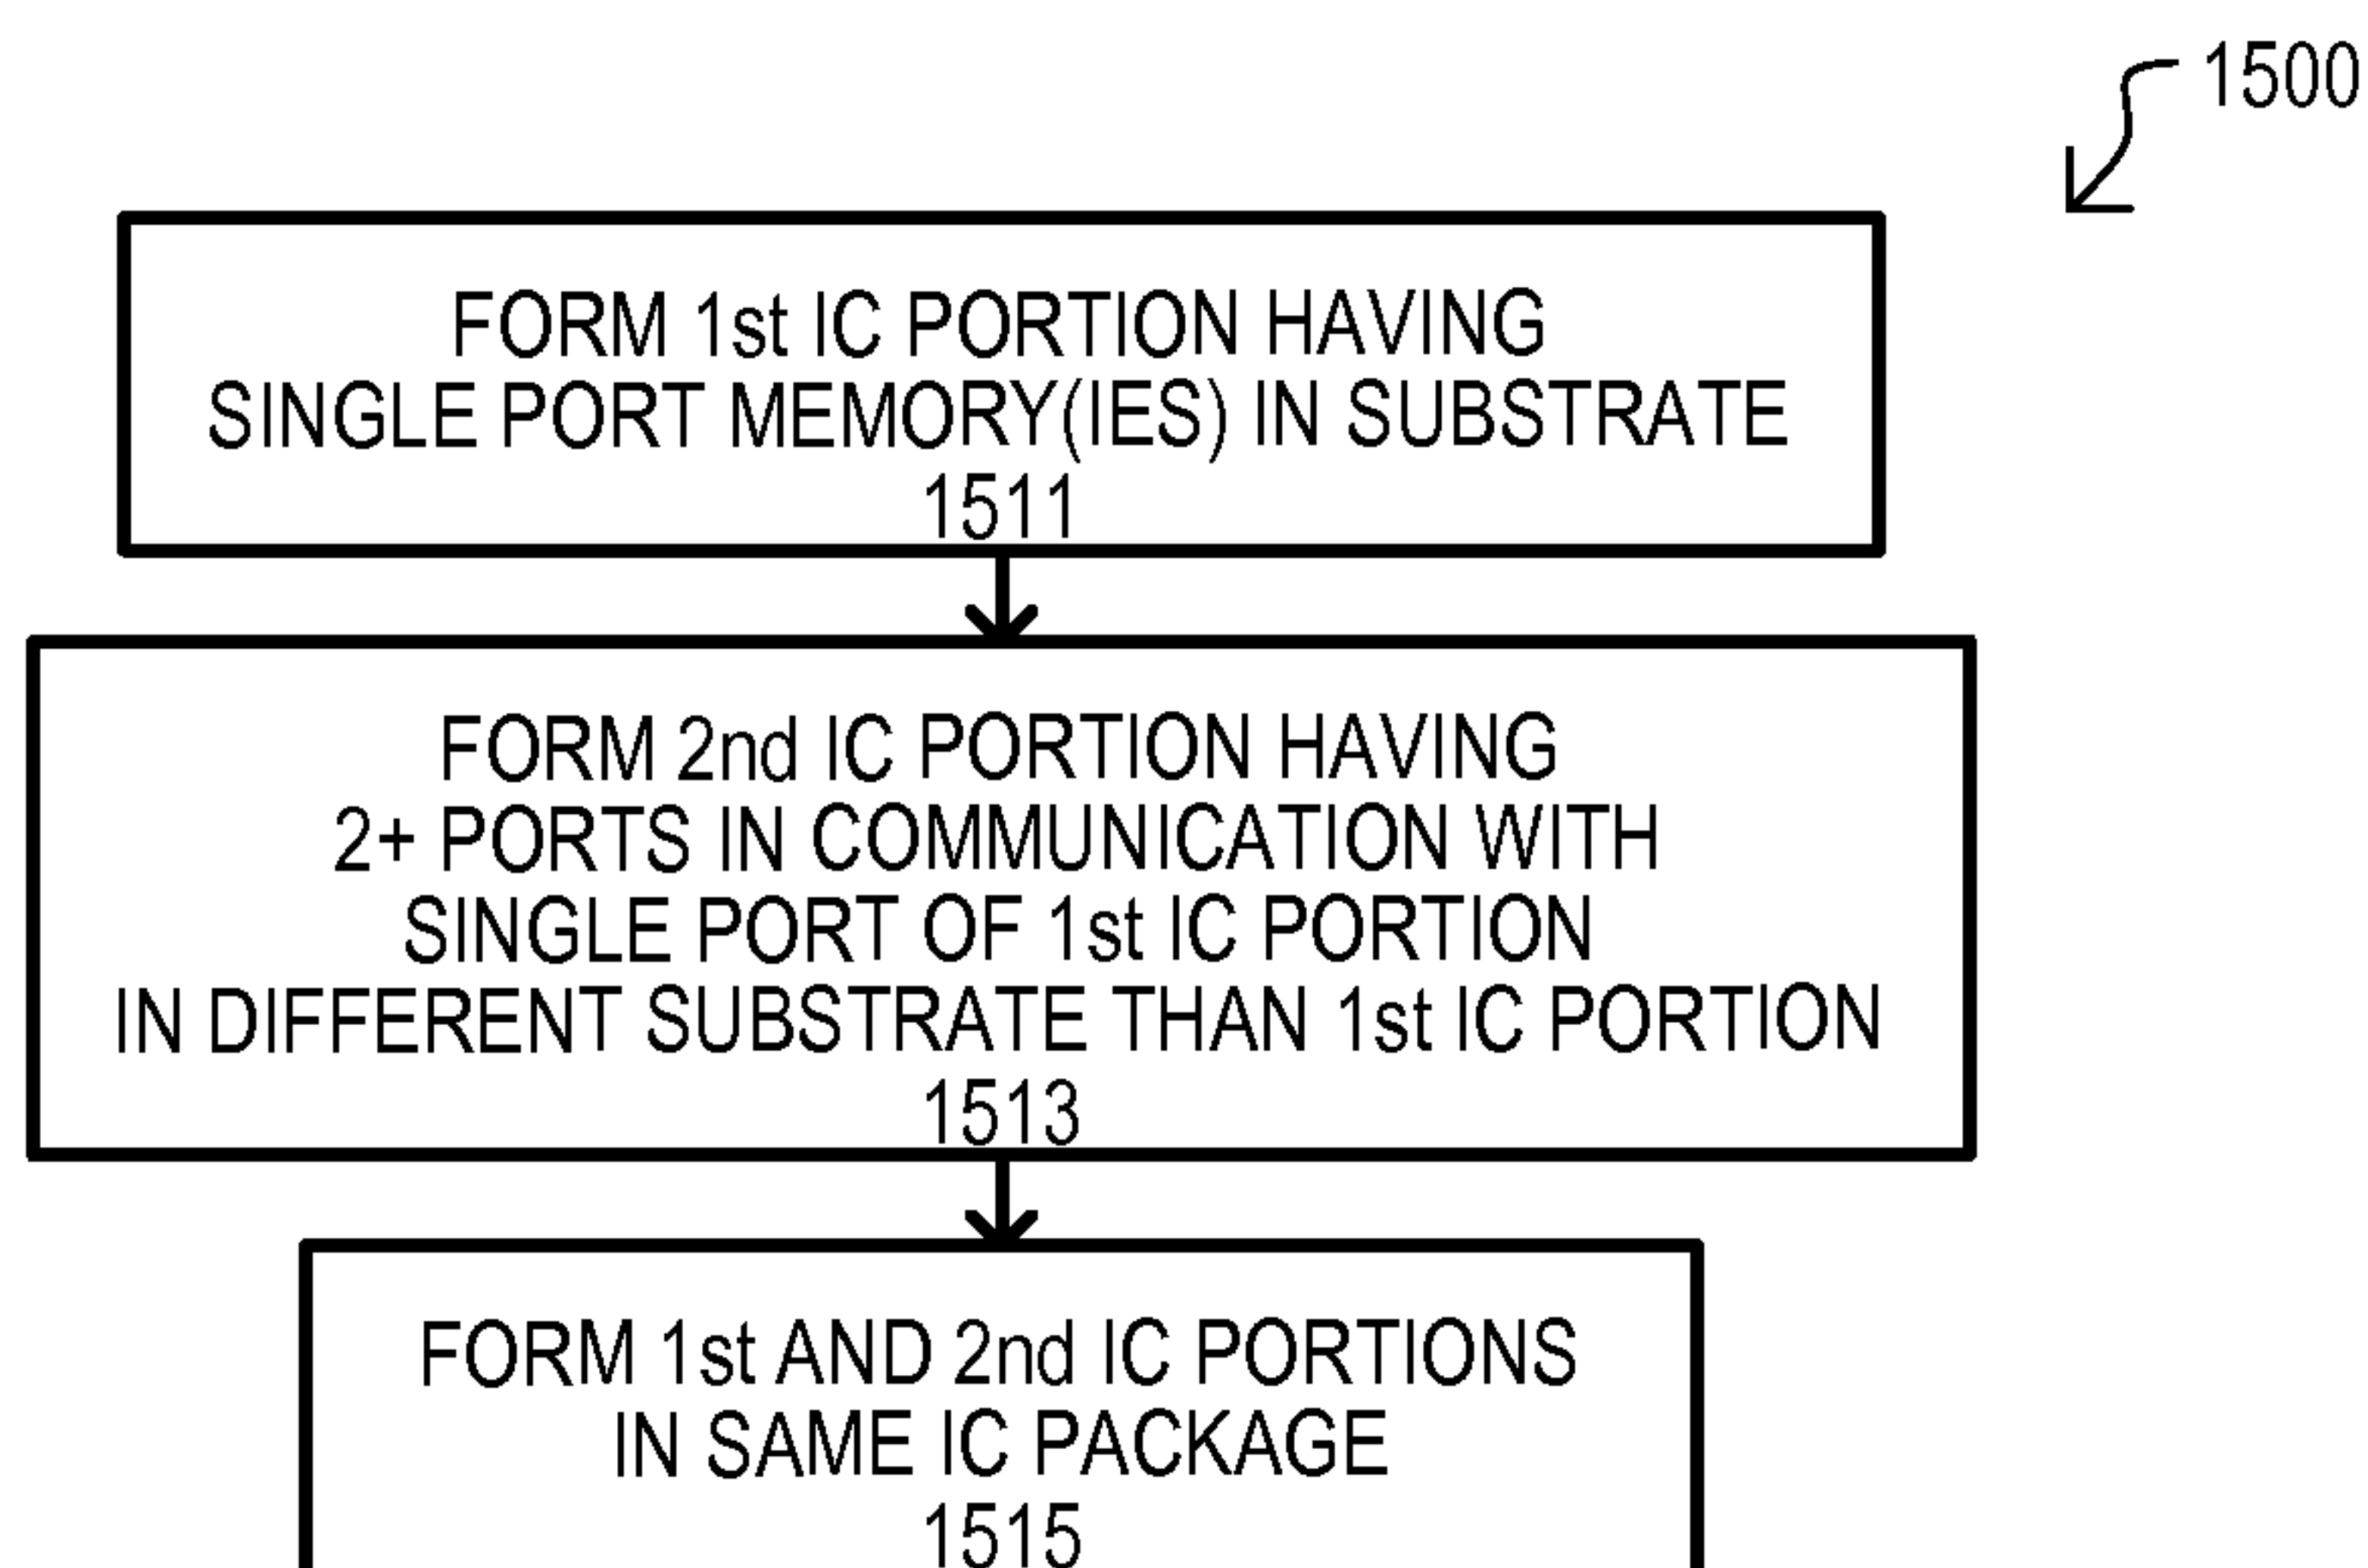 1500
FORM 1st IC PORTION HAVING
SINGLE PORT MEMORY(IES) IN SUBSTRATE
1511
FORM 2nd IC PORTION HAVING
2+ PORTS IN COMMUNICATION WITH
SINGLE PORT OF 1st IC PORTION
IN DIFFERENT SUBSTRATE THAN 1st IC PORTION
1513
FORM 1st AND 2nd IC PORTIONS
IN SAME IC PACKAGE
1515